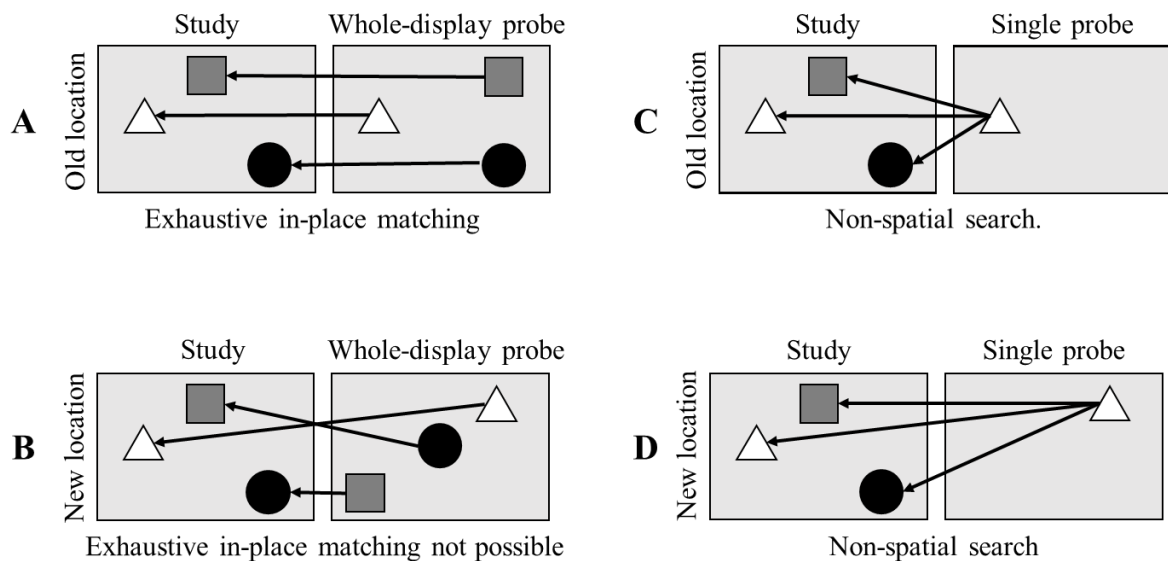 Study Whole-display probe
A
Old location
Exhaustive in-place matching
Study Single probe
C
Old location
Non-spatial search.
Study Whole-display probe
B
New location
Exhaustive in-place matching not possible
Study Single probe
D
New location
Non-spatial search